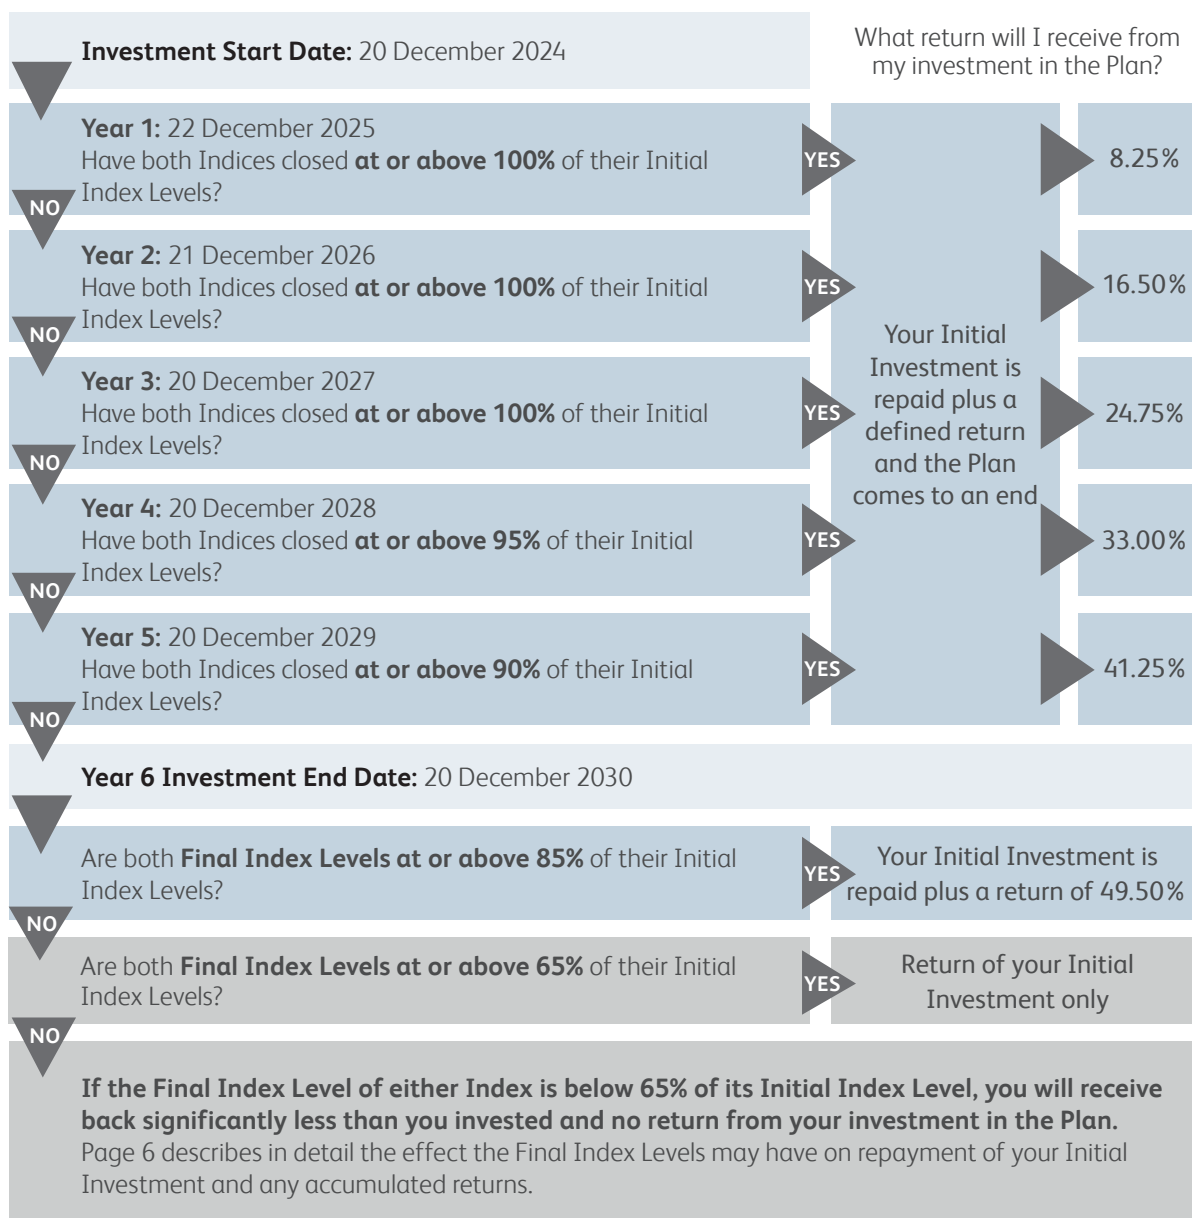 Investment Start Date: 20 December 2024
What return will I receive from
my investment in the Plan?
Year 1: 22 December 2025
Have both Indices closed at or above 100% of their Initial
Index Levels?
YES
8.25%
NO
Year 2: 21 December 2026
Have both Indices closed at or above 100% of their Initial
Index Levels?
YES
16.50%
NO
Year 3: 20 December 2027
Have both Indices closed at or above 100% of their Initial
Index Levels?
YES
Your Initial
Investment is
repaid plus a
defined return
and the Plan
comes to an end
24.75%
NO
Year 4: 20 December 2028
Have both Indices closed at or above 95% of their Initial
Index Levels?
YES
33.00%
NO
Year 5: 20 December 2029
Have both Indices closed at or above 90% of their Initial
Index Levels?
YES
41.25%
NO
Year 6 Investment End Date: 20 December 2030
Are both Final Index Levels at or above 85% of their Initial
Index Levels?
YES
Your Initial Investment is
repaid plus a return of 49.50%
NO
Are both Final Index Levels at or above 65% of their Initial
Index Levels?
YES
Return of your Initial
Investment only
NO
If the Final Index Level of either Index is below 65% of its Initial Index Level, you will receive
back significantly less than you invested and no return from your investment in the Plan.
Page 6 describes in detail the effect the Final Index Levels may have on repayment of your Initial
Investment and any accumulated returns.